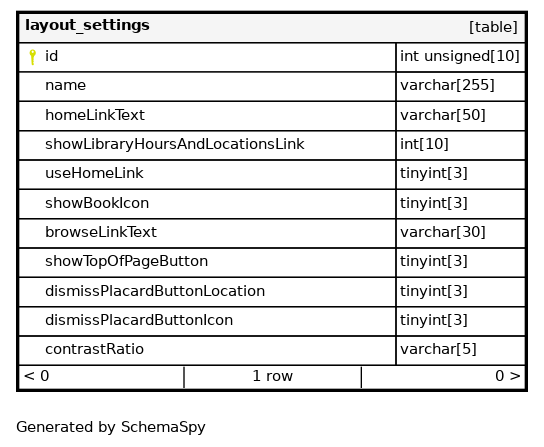 layout_settings [table]
id int unsigned[10]
name varchar[255]
homeLinkText varchar[50]
showLibraryHoursAndLocationsLink int[10]
useHomeLink tinyint[3]
showBookIcon tinyint[3]
browseLinkText varchar[30]
showTopOfPageButton tinyint[3]
dismissPlacardButtonLocation tinyint[3]
dismissPlacardButtonIcon tinyint[3]
contrastRatio varchar[5]
< 0 1 row 0 >
Generated by SchemaSpy